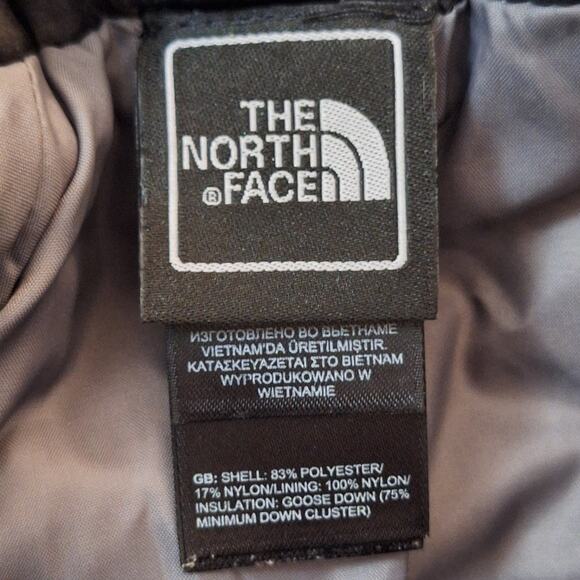 THE
NORTH
® FACE
ИЗГОТОВЛЕНО ВО ВЬЕТНАМЕ
VIETNAM'DA ÜRETILMIŞTIR.
ΚΑΤΑΣΚΕΥΑΖΕΤΑΙ ΣΤΟ ΒΙΕΤΝΑΜ
WYPRODUKOWANO W
WIETNAMIE
GB: SHELL: 83% POLYESTER/
17% NYLON/LINING: 100% NYLON/
INSULATION: GOOSE DOWN (75%
MINIMUM DOWN CLUSTER)